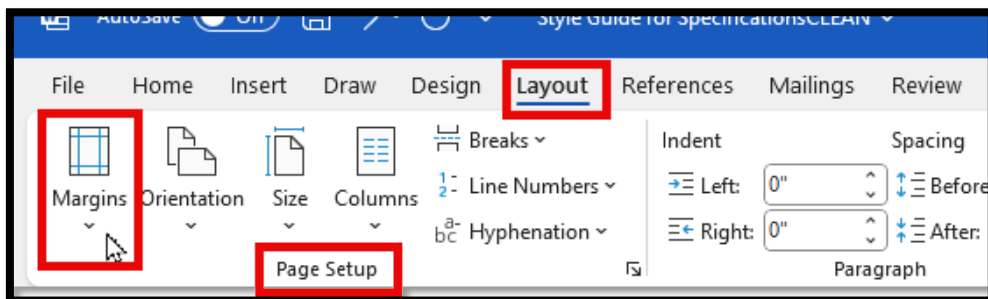 AutoSave On Style Guide for SpecificationsCLEAN
File Home Insert Draw Design Layout References Mailings Review
Margins Orientation Size Columns
Breaks
Line Numbers
Hyphenation
Page Setup
Indent Spacing
Left: 0" Before
Right: 0" After:
Paragraph